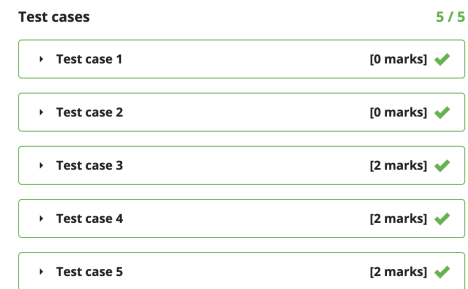 Test cases 5 / 5
Test case 1 [0 marks]
Test case 2 [0 marks]
Test case 3 [2 marks]
Test case 4 [2 marks]
Test case 5 [2 marks]